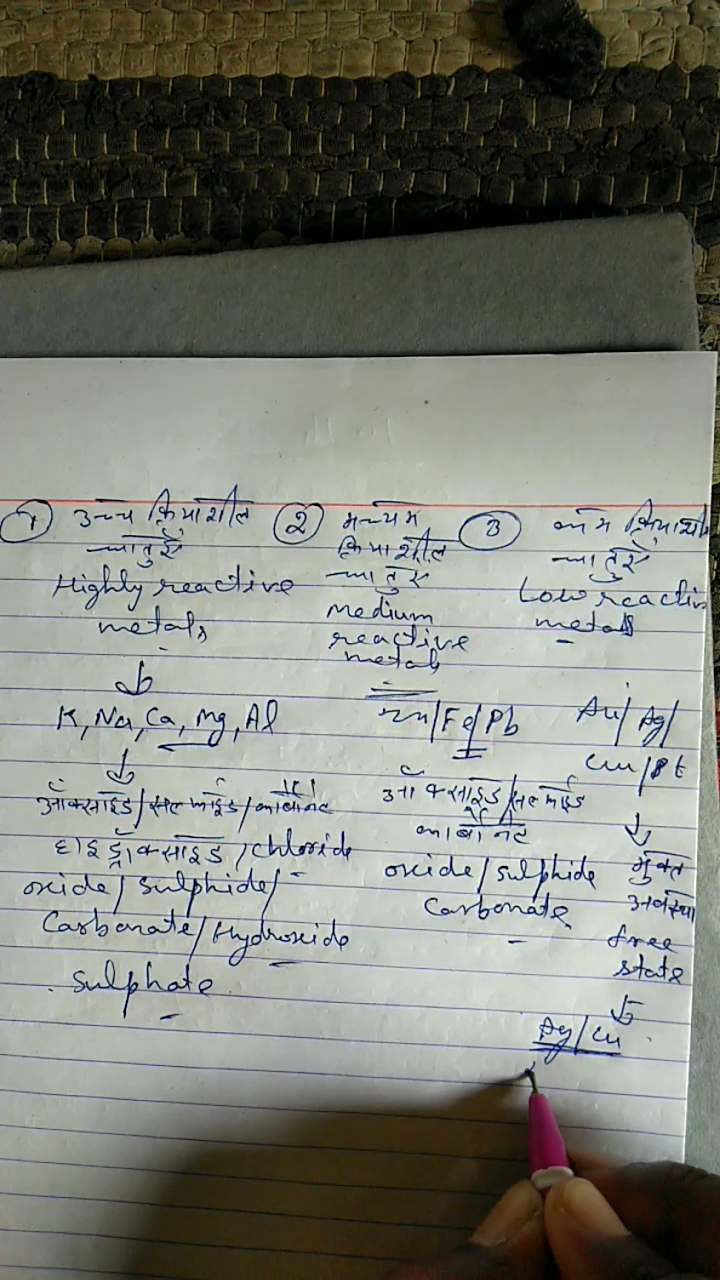 1 उच्च क्रियाशील
धातुएँ
Highly reactive
metals
K, Na, Ca, Mg, Al
ऑक्साइड/सल्फाइड/कार्बोनेट
हाइड्रॉक्साइड/chloride
oxide/sulphide/
Carbonate/Hydroxide
sulphate
2 मध्यम
क्रियाशील
धातुएँ
Medium
reactive
metals
Zn/Fe/Pb
ऑक्साइड/सल्फाइड
कार्बोनेट
oxide/sulphide
Carbonate
3 कम क्रियाशील
धातुएँ
Low reactive
metals
Au/Ag/
Cu/Pt
मुक्त
अवस्था
free
state
Ag/Cu